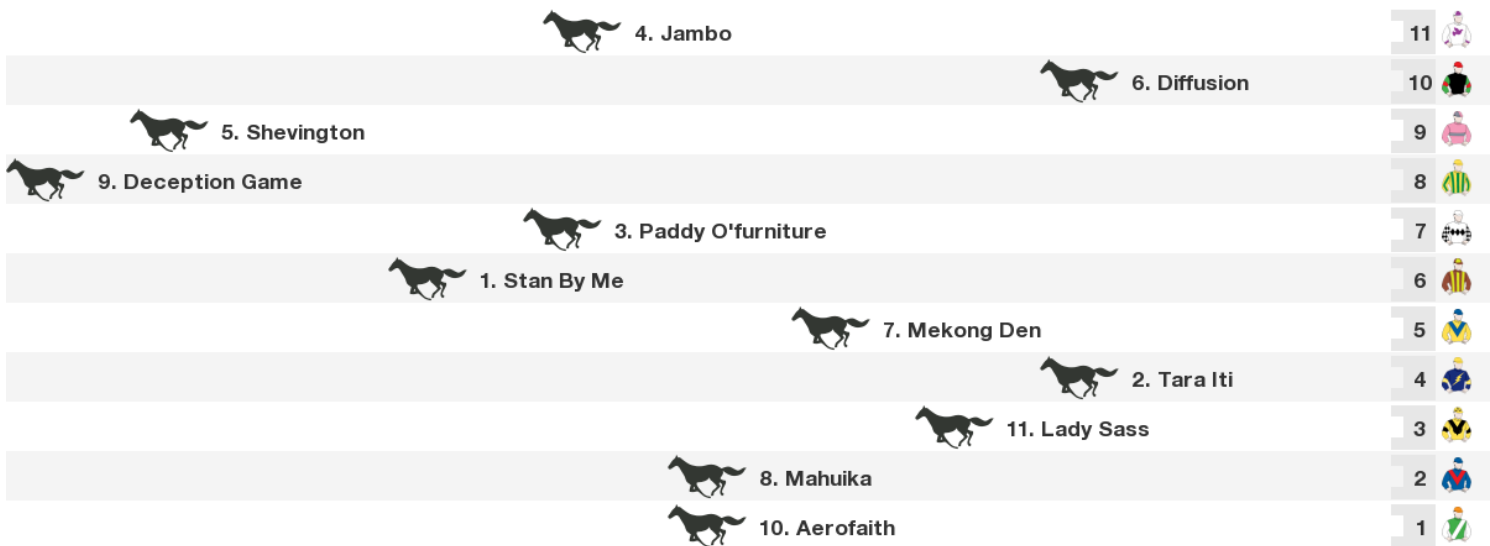 4. Jambo 11
6. Diffusion 10
5. Shevington 9
9. Deception Game 8
3. Paddy O'furniture 7
1. Stan By Me 6
7. Mekong Den 5
2. Tara Iti 4
11. Lady Sass 3
8. Mahuika 2
10. Aerofaith 1